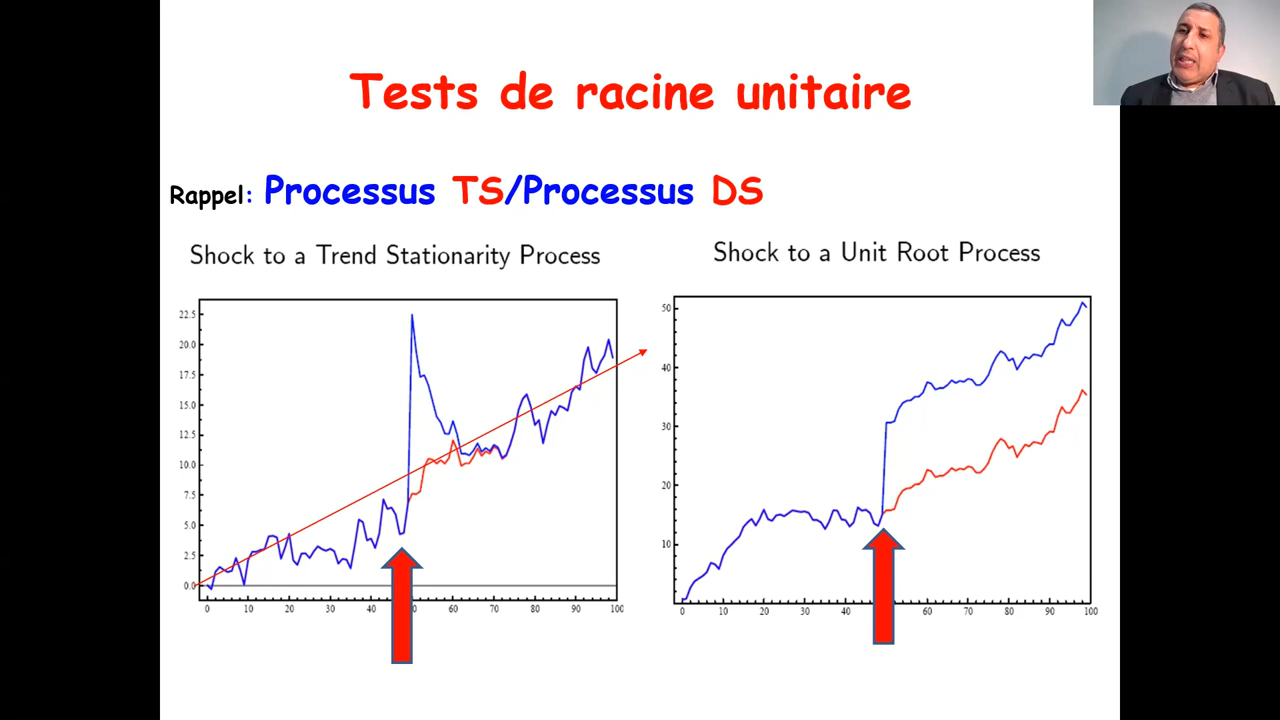 Tests de racine unitaire
Rappel: Processus TS/Processus DS
Shock to a Trend Stationarity Process
Shock to a Unit Root Process
22.5
20.0
17.5
15.0
12.5
10.0
7.5
5.0
2.5
0.0
0 10 20 30 40 50 60 70 80 90 100
50
40
30
20
10
0 10 20 30 40 50 60 70 80 90 100